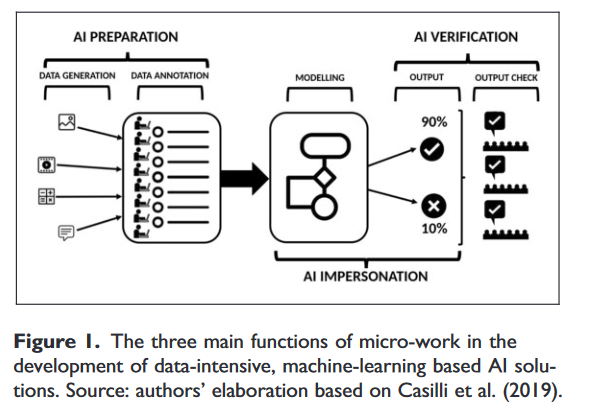 AI PREPARATION
AI VERIFICATION
DATA GENERATION
DATA ANNOTATION
MODELLING
OUTPUT
OUTPUT CHECK
90%
10%
AI IMPERSONATION
Figure 1. The three main functions of micro-work in the
development of data-intensive, machine-learning based AI solu-
tions. Source: authors’ elaboration based on Casilli et al. (2019).